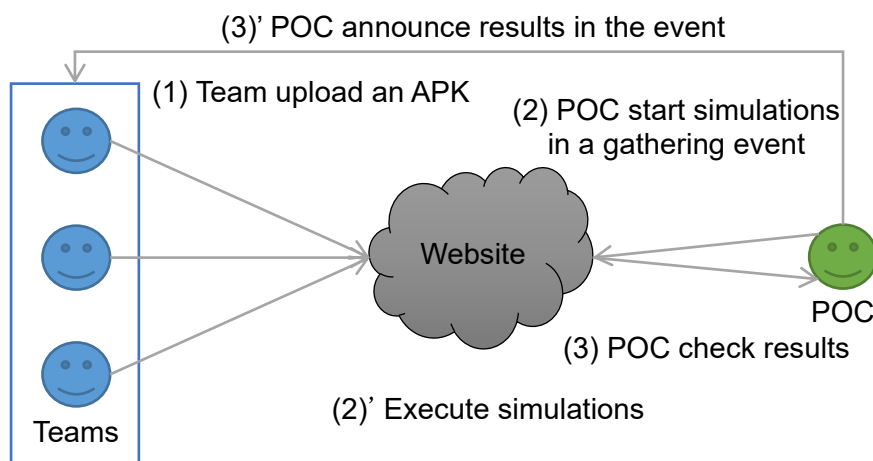 (3)’ POC announce results in the event
(1) Team upload an APK
(2) POC start simulations
in a gathering event
Website
POC
(3) POC check results
(2)’ Execute simulations
Teams